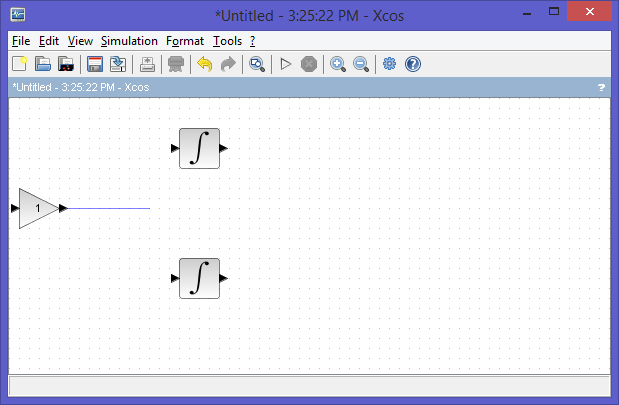 *Untitled - 3:25:22 PM - Xcos
File Edit View Simulation Format Tools ?
*Untitled - 3:25:22 PM - Xcos ?
∫
1
∫